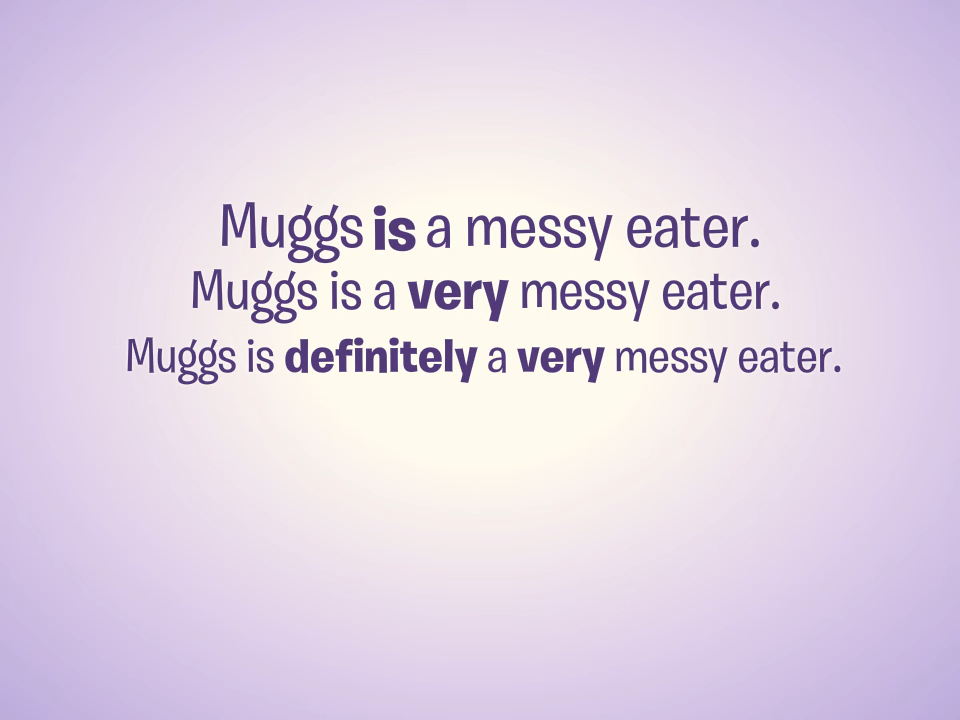 Muggs is a messy eater.
Muggs is a very messy eater.
Muggs is definitely a very messy eater.